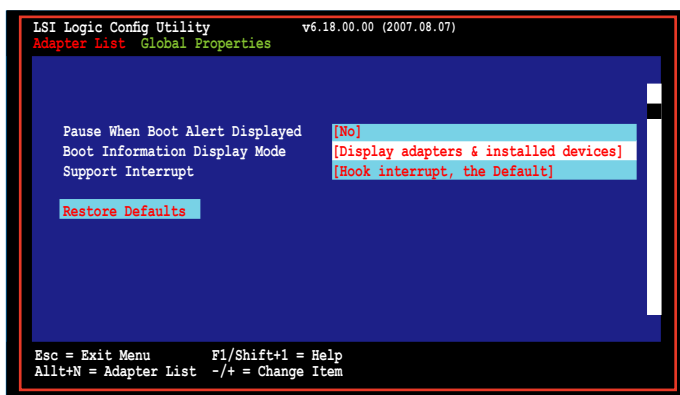 LSI Logic Config Utility v6.18.00.00 (2007.08.07)
Adapter List Global Properties
Pause When Boot Alert Displayed [No]
Boot Information Display Mode [Display adapters & installed devices]
Support Interrupt [Hook interrupt, the Default]
Restore Defaults
Esc = Exit Menu F1/Shift+1 = Help
Allt+N = Adapter List -/+ = Change Item